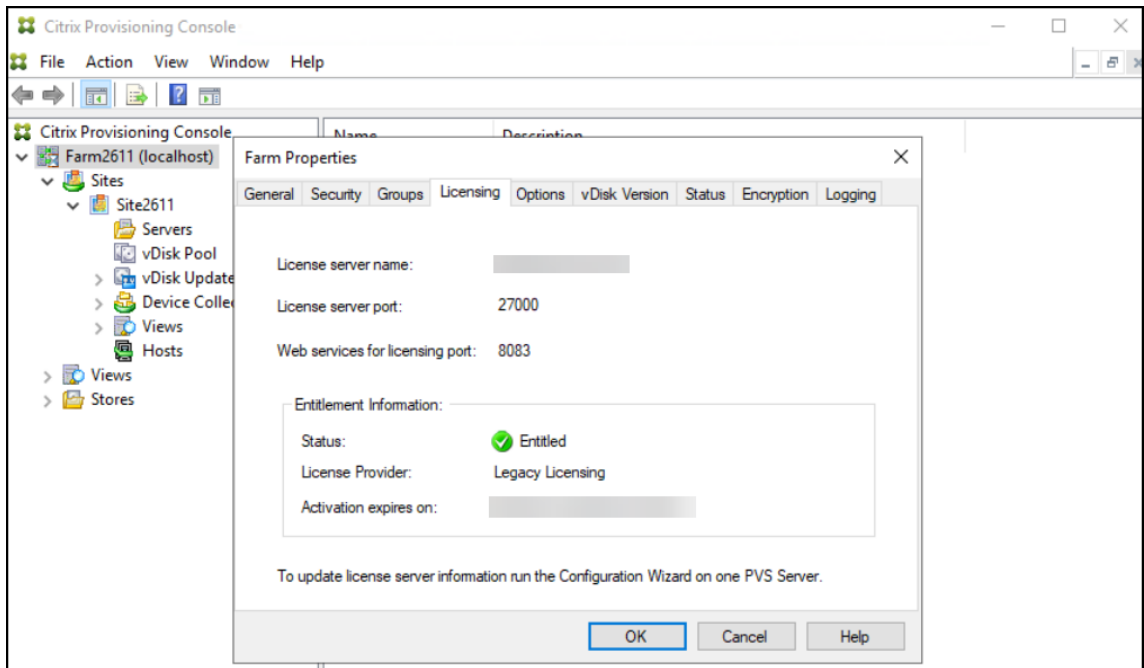 Citrix Provisioning Console
File Action View Window Help
Citrix Provisioning Console
Name Description
Farm2611 (localhost)
Sites
Site2611
Servers
vDisk Pool
vDisk Update
Device Colle
Views
Hosts
Views
Stores
Farm Properties
General Security Groups Licensing Options vDisk Version Status Encryption Logging
License server name:
License server port: 27000
Web services for licensing port: 8083
Entitlement Information:
Status: Entitled
License Provider: Legacy Licensing
Activation expires on:
To update license server information run the Configuration Wizard on one PVS Server.
OK Cancel Help